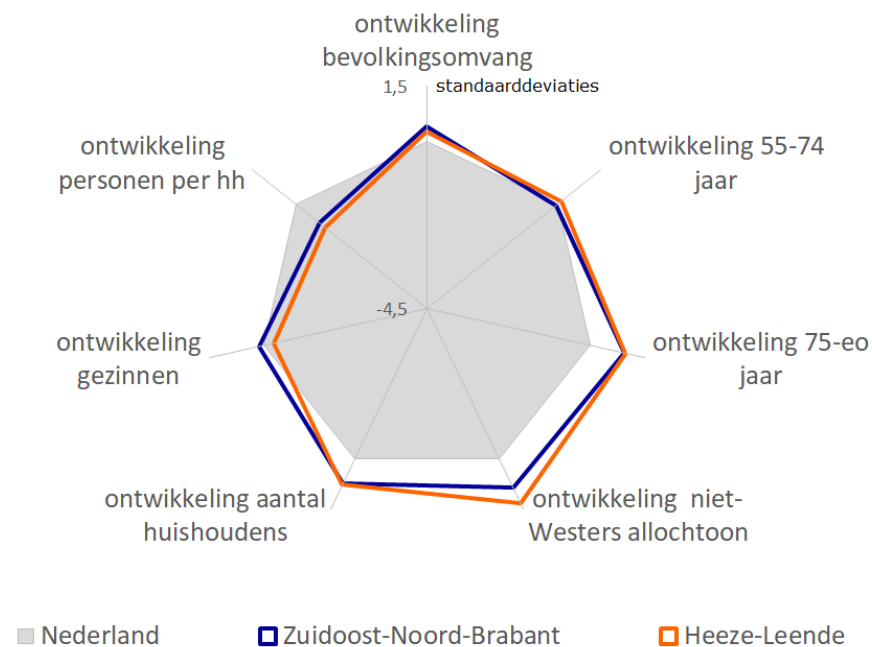 ontwikkeling
bevolkingsomvang
1,5 standaarddeviaties
ontwikkeling
personen per hh
ontwikkeling 55-74
jaar
-4,5
ontwikkeling
gezinnen
ontwikkeling 75-eo
jaar
ontwikkeling aantal
huishoudens
ontwikkeling niet-
Westers allochtoon
Nederland Zuidoost-Noord-Brabant Heeze-Leende